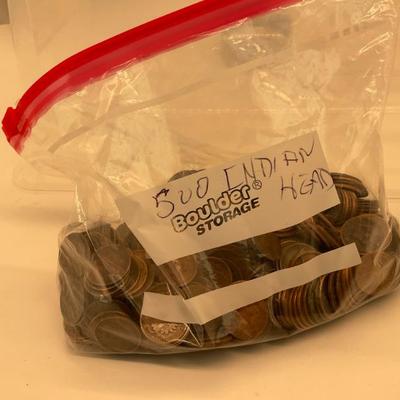 500 INDIAN
HEAD
Boulder®
STORAGE